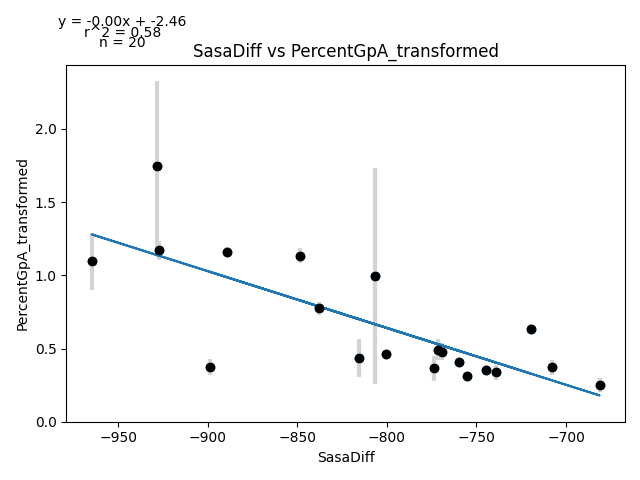 y = -0.00x + -2.46
r^2 = 0.58
n = 20
SasaDiff vs PercentGpA_transformed
PercentGpA_transformed
2.0
1.5
1.0
0.5
0.0
−950 −900 −850 −800 −750 −700
SasaDiff